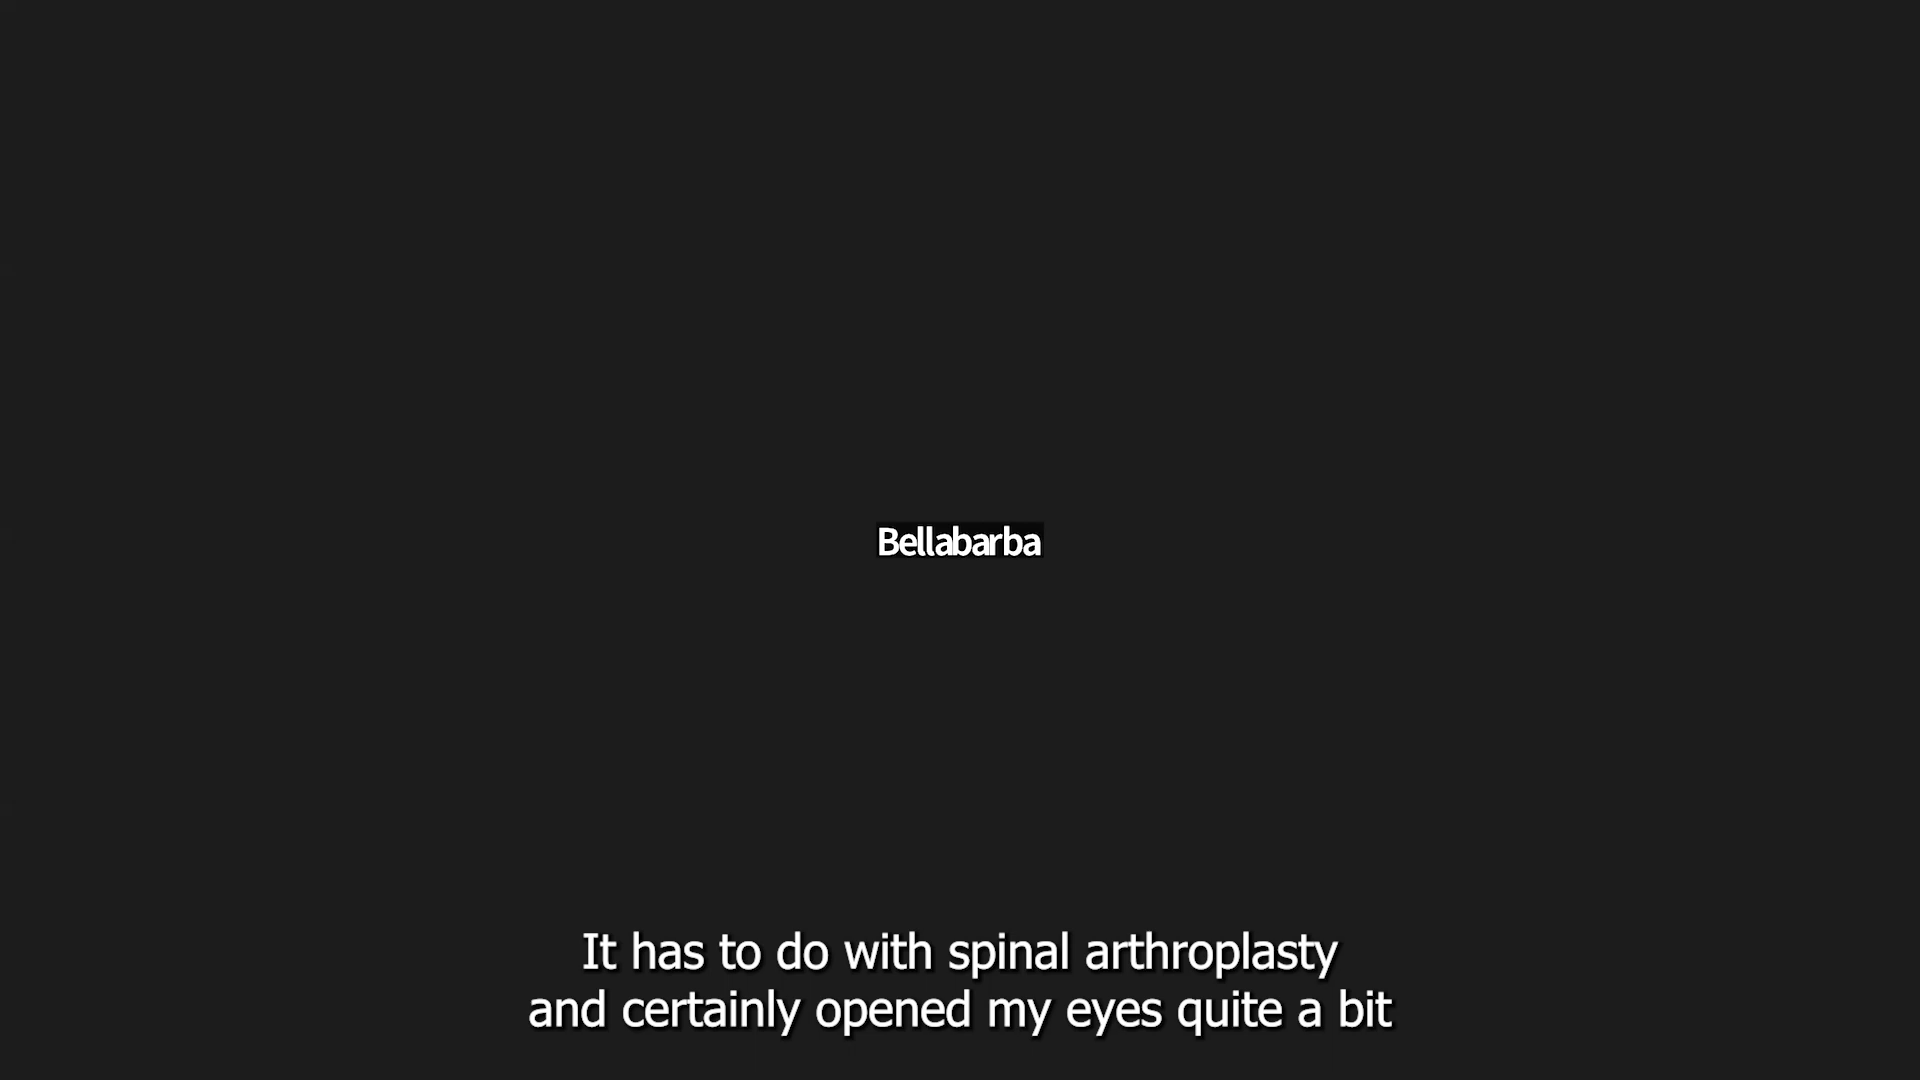 Bellabarba
It has to do with spinal arthroplasty
and certainly opened my eyes quite a bit